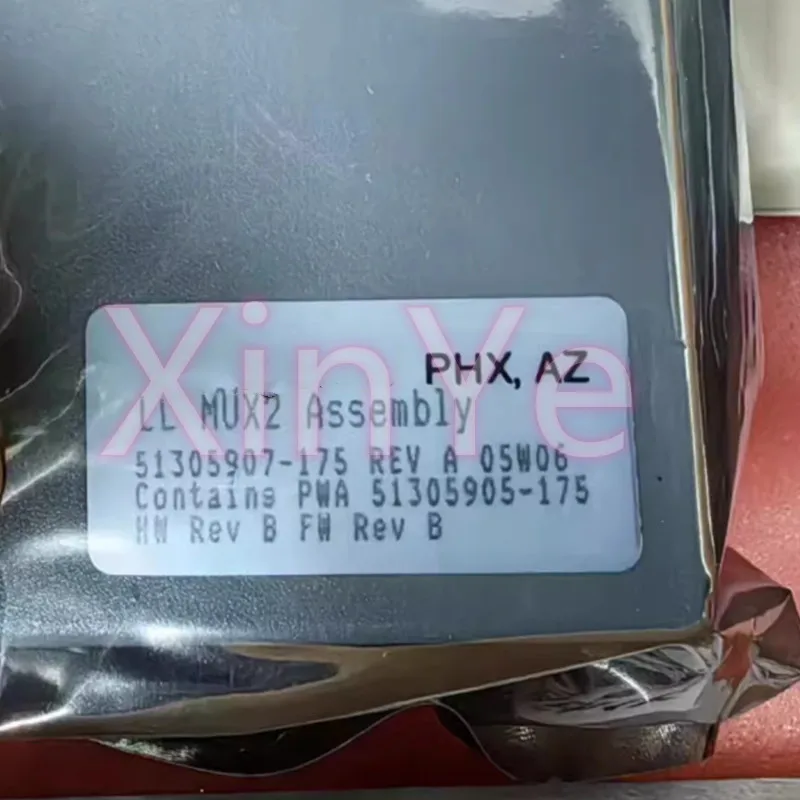 XinYe
PHX, AZ
LL MUX2 Assembly
51305907-175 REV A 05W06
Contains PWA 51305905-175
HW Rev B FW Rev B